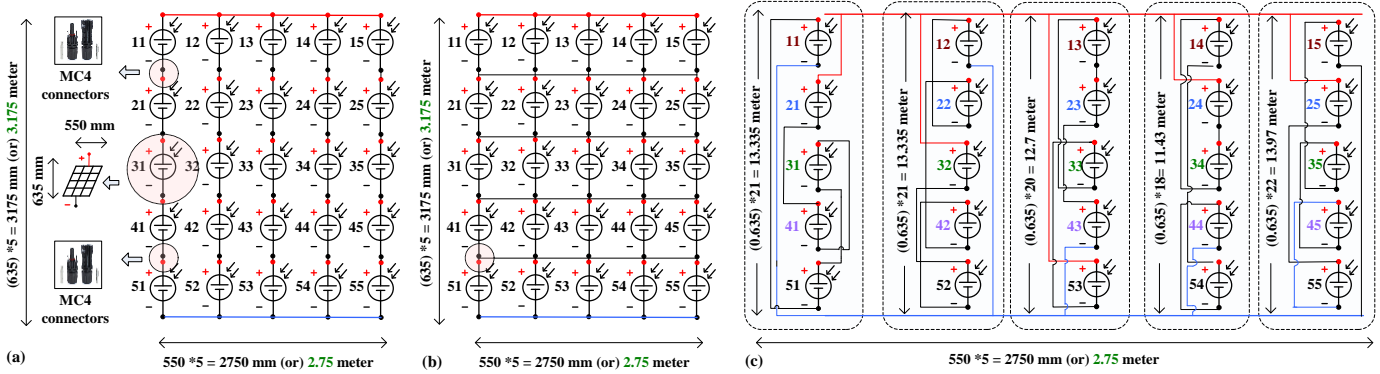 MC4
connectors
550 mm
635 mm
+
−
MC4
connectors
(635) *5 = 3175 mm (or) 3.175 meter
11 12 13 14 15
21 22 23 24 25
31 32 33 34 35
41 42 43 44 45
51 52 53 54 55
(a)
550 *5 = 2750 mm (or) 2.75 meter
(635) *5 = 3175 mm (or) 3.175 meter
11 12 13 14 15
21 22 23 24 25
31 32 33 34 35
41 42 43 44 45
51 52 53 54 55
(b)
550 *5 = 2750 mm (or) 2.75 meter
(0.635) *21 = 13.335 meter
11
21
31
41
51
(0.635) *21 = 13.335 meter
12
22
32
42
52
(0.635) *20 = 12.7 meter
13
23
33
43
53
(0.635) *18= 11.43 meter
14
24
34
44
54
(0.635) *22 = 13.97 meter
15
25
35
45
55
(c)
550 *5 = 2750 mm (or) 2.75 meter